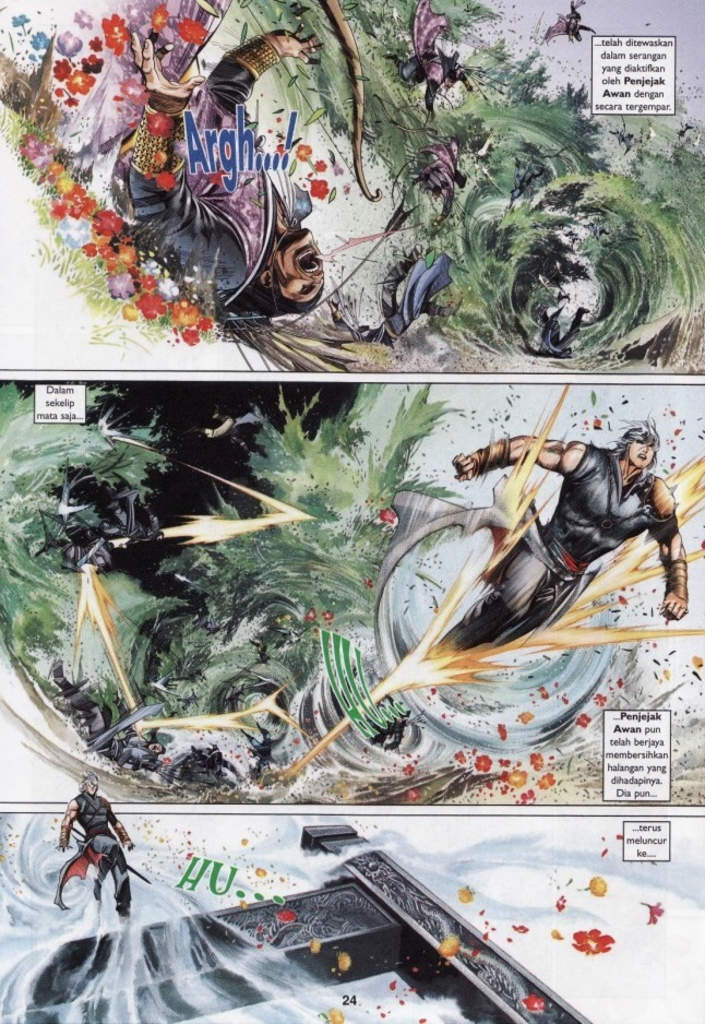 ...telah ditewaskan
dalam serangan
yang diaktifkan
oleh Penjejak
Awan dengan
secara tergempar.
Argh....!
Dalam
sekelip
mata saja...
HU...
...Penjejak
Awan pun
telah berjaya
membersihkan
halangan yang
dihadapinya.
Dia pun...
...terus
meluncur
ke....
HU...
24